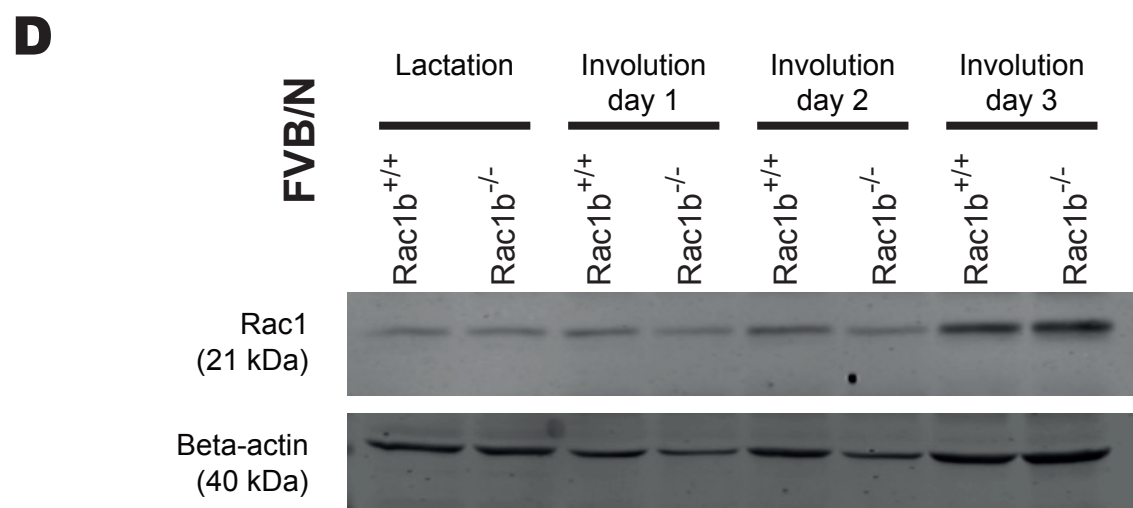 D
FVB/N
Lactation
Involution
day 1
Involution
day 2
Involution
day 3
Rac1b+/+
Rac1b-/-
Rac1b+/+
Rac1b-/-
Rac1b+/+
Rac1b-/-
Rac1b+/+
Rac1b-/-
Rac1
(21 kDa)
Beta-actin
(40 kDa)